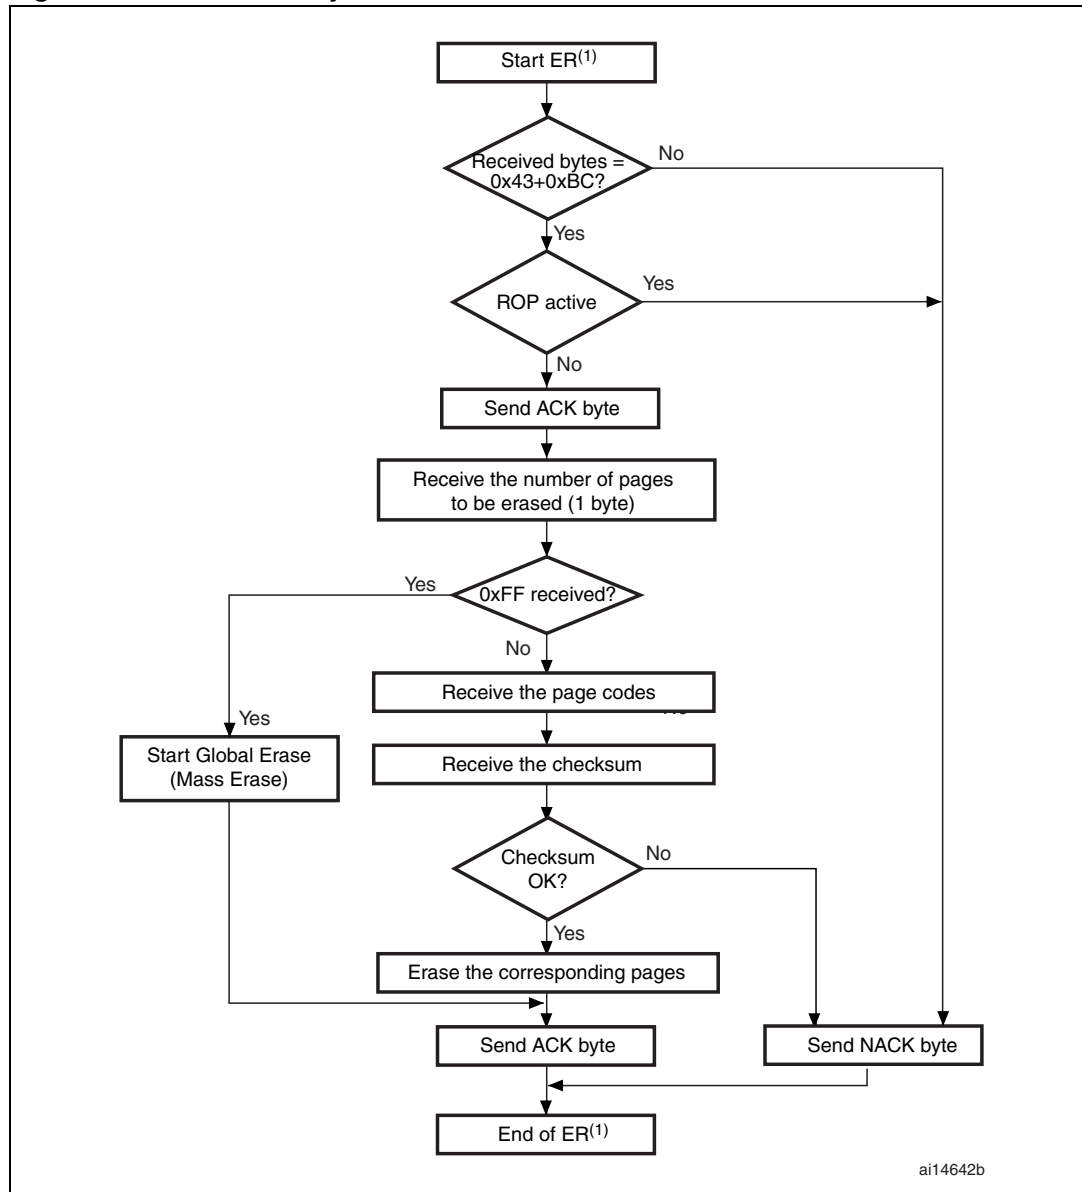 Start ER(1)
Received bytes =
0x43+0xBC?
No
Yes
ROP active
Yes
No
Send ACK byte
Receive the number of pages
to be erased (1 byte)
0xFF received?
Yes
No
Receive the page codes
Yes
Start Global Erase
(Mass Erase)
Receive the checksum
Checksum
OK?
No
Yes
Erase the corresponding pages
Send ACK byte
Send NACK byte
End of ER(1)
ai14642b